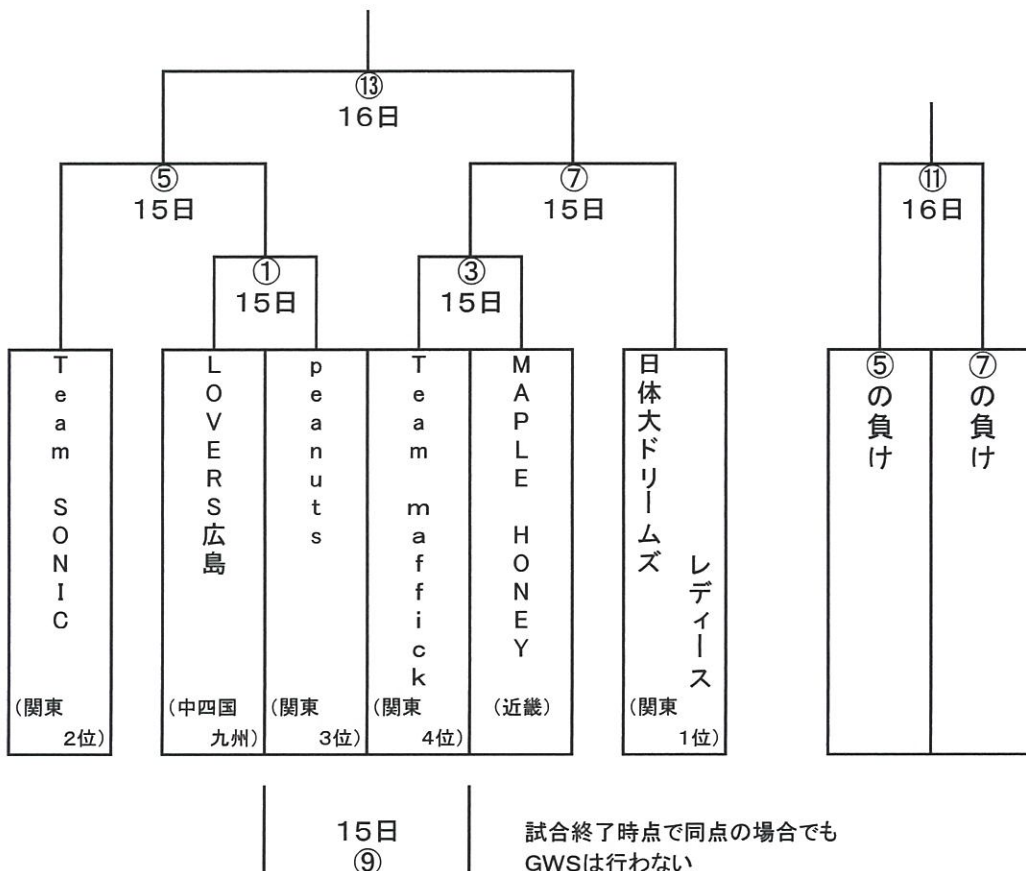 ⑬
16日
⑤
15日
⑦
15日
⑪
16日
①
15日
③
15日
Team SONIC
(関東
2位)
LOVERS広島
(中四国
九州)
peanuts
(関東
3位)
Team maffick
(関東
4位)
MAPLE HONEY
(近畿)
日体大ドリームズ
レディース
(関東
1位)
⑤の負け
⑦の負け
15日
⑨
試合終了時点で同点の場合でも
GWSは行わない